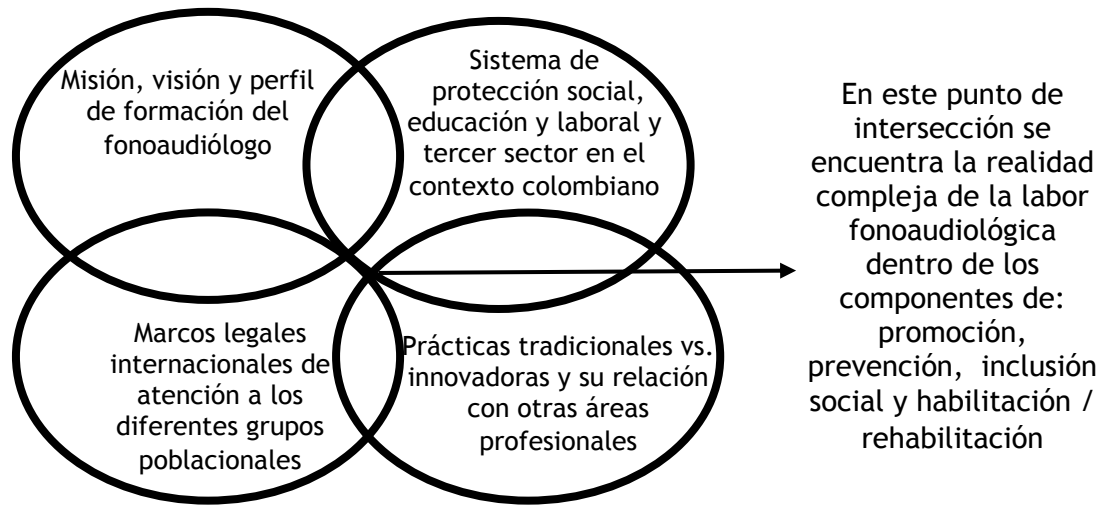 Misión, visión y perfil
de formación del
fonoaudiólogo
Sistema de
protección social,
educación y laboral y
tercer sector en el
contexto colombiano
Marcos legales
internacionales de
atención a los
diferentes grupos
poblacionales
Prácticas tradicionales vs.
innovadoras y su relación
con otras áreas
profesionales
En este punto de
intersección se
encuentra la realidad
compleja de la labor
fonoaudiológica
dentro de los
componentes de:
promoción,
prevención, inclusión
social y habilitación /
rehabilitación